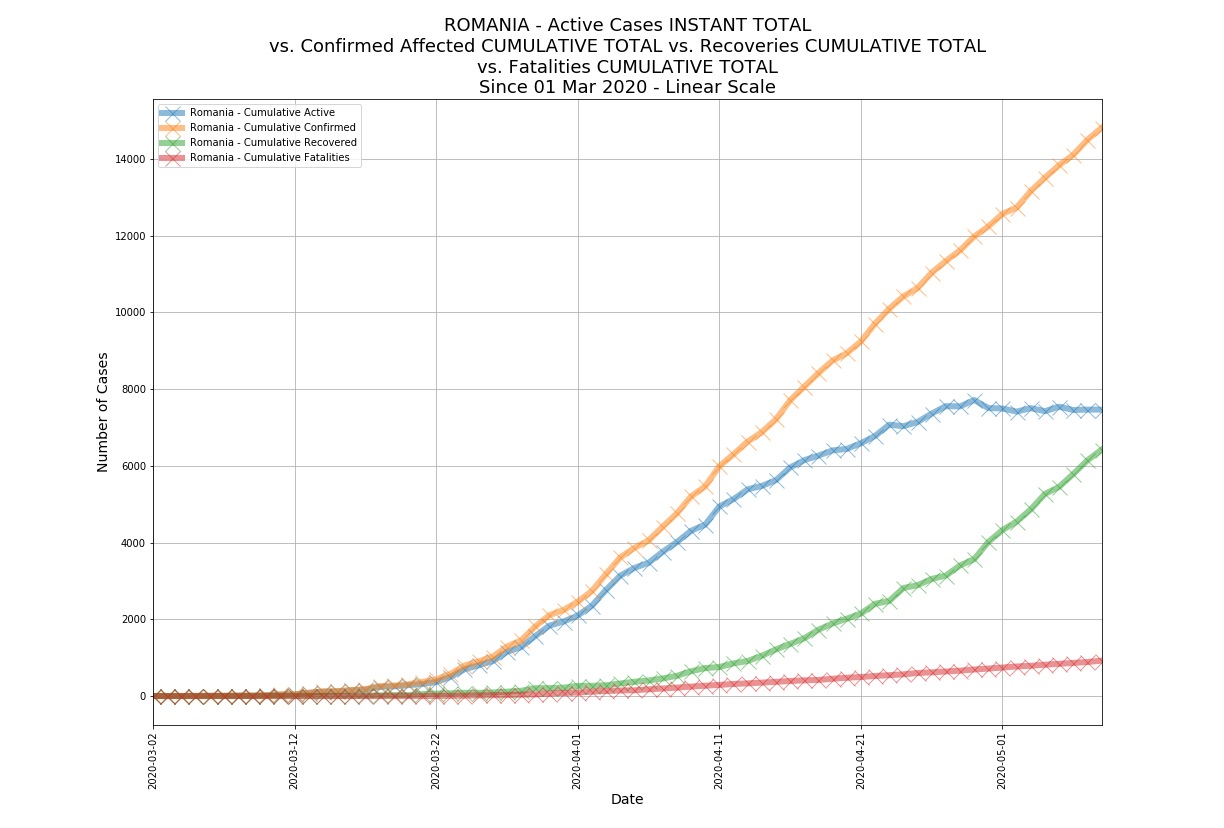 ROMANIA - Active Cases INSTANT TOTAL
vs. Confirmed Affected CUMULATIVE TOTAL vs. Recoveries CUMULATIVE TOTAL
vs. Fatalities CUMULATIVE TOTAL
Since 01 Mar 2020 - Linear Scale
Romania - Cumulative Active
Romania - Cumulative Confirmed
Romania - Cumulative Recovered
Romania - Cumulative Fatalities
14000
12000
10000
8000
6000
4000
2000
0
Number of Cases
2020-03-02
2020-03-12
2020-03-22
2020-04-01
2020-04-11
2020-04-21
2020-05-01
Date